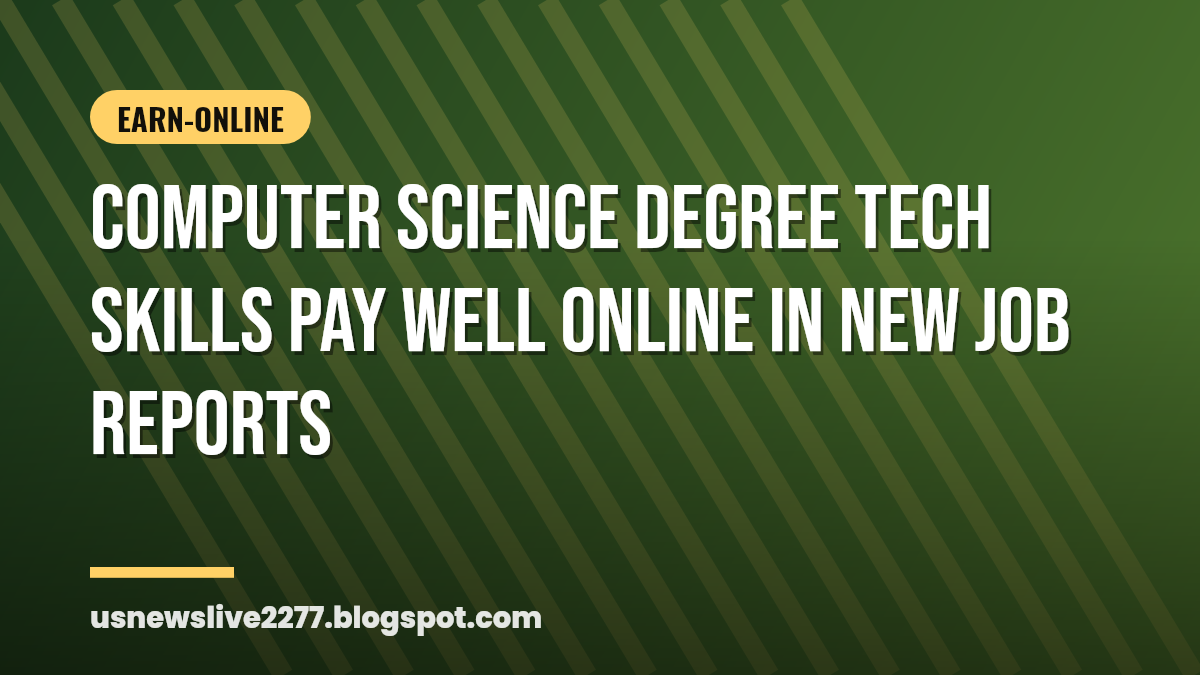 EARN-ONLINE
COMPUTER SCIENCE DEGREE TECH
SKILLS PAY WELL ONLINE IN NEW JOB
REPORTS
usnewslive2277.blogspot.com